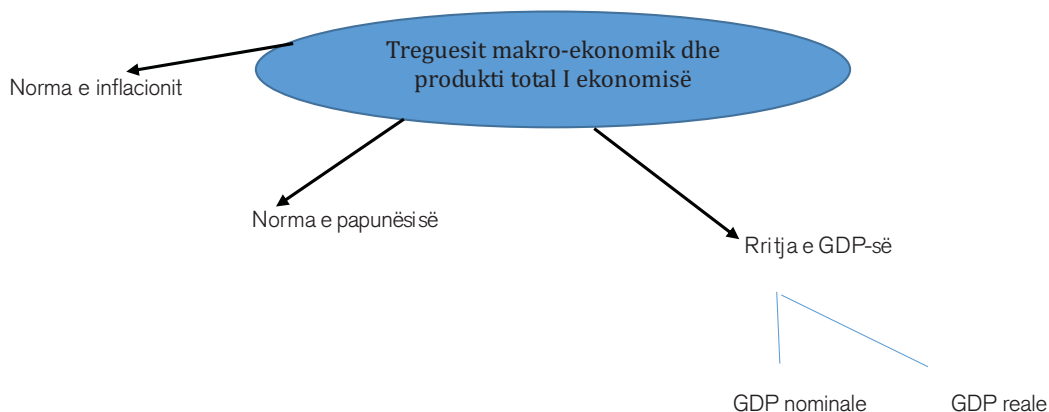 Treguesit makro-ekonomik dhe
produkti total I ekonomisë
Norma e inflacionit
Norma e papunësisë
Rritja e GDP-së
GDP nominale
GDP reale